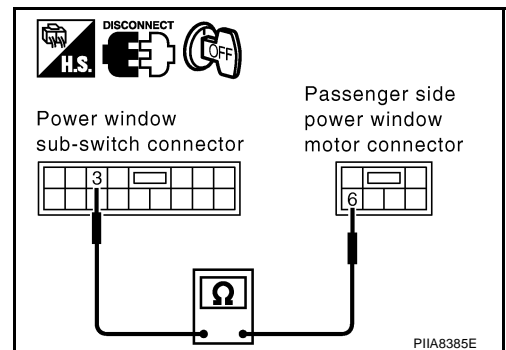 DISCONNECT
H.S.
OFF
Power window
sub-switch connector
Passenger side
power window
motor connector
3
6
Ω
PIIA8385E